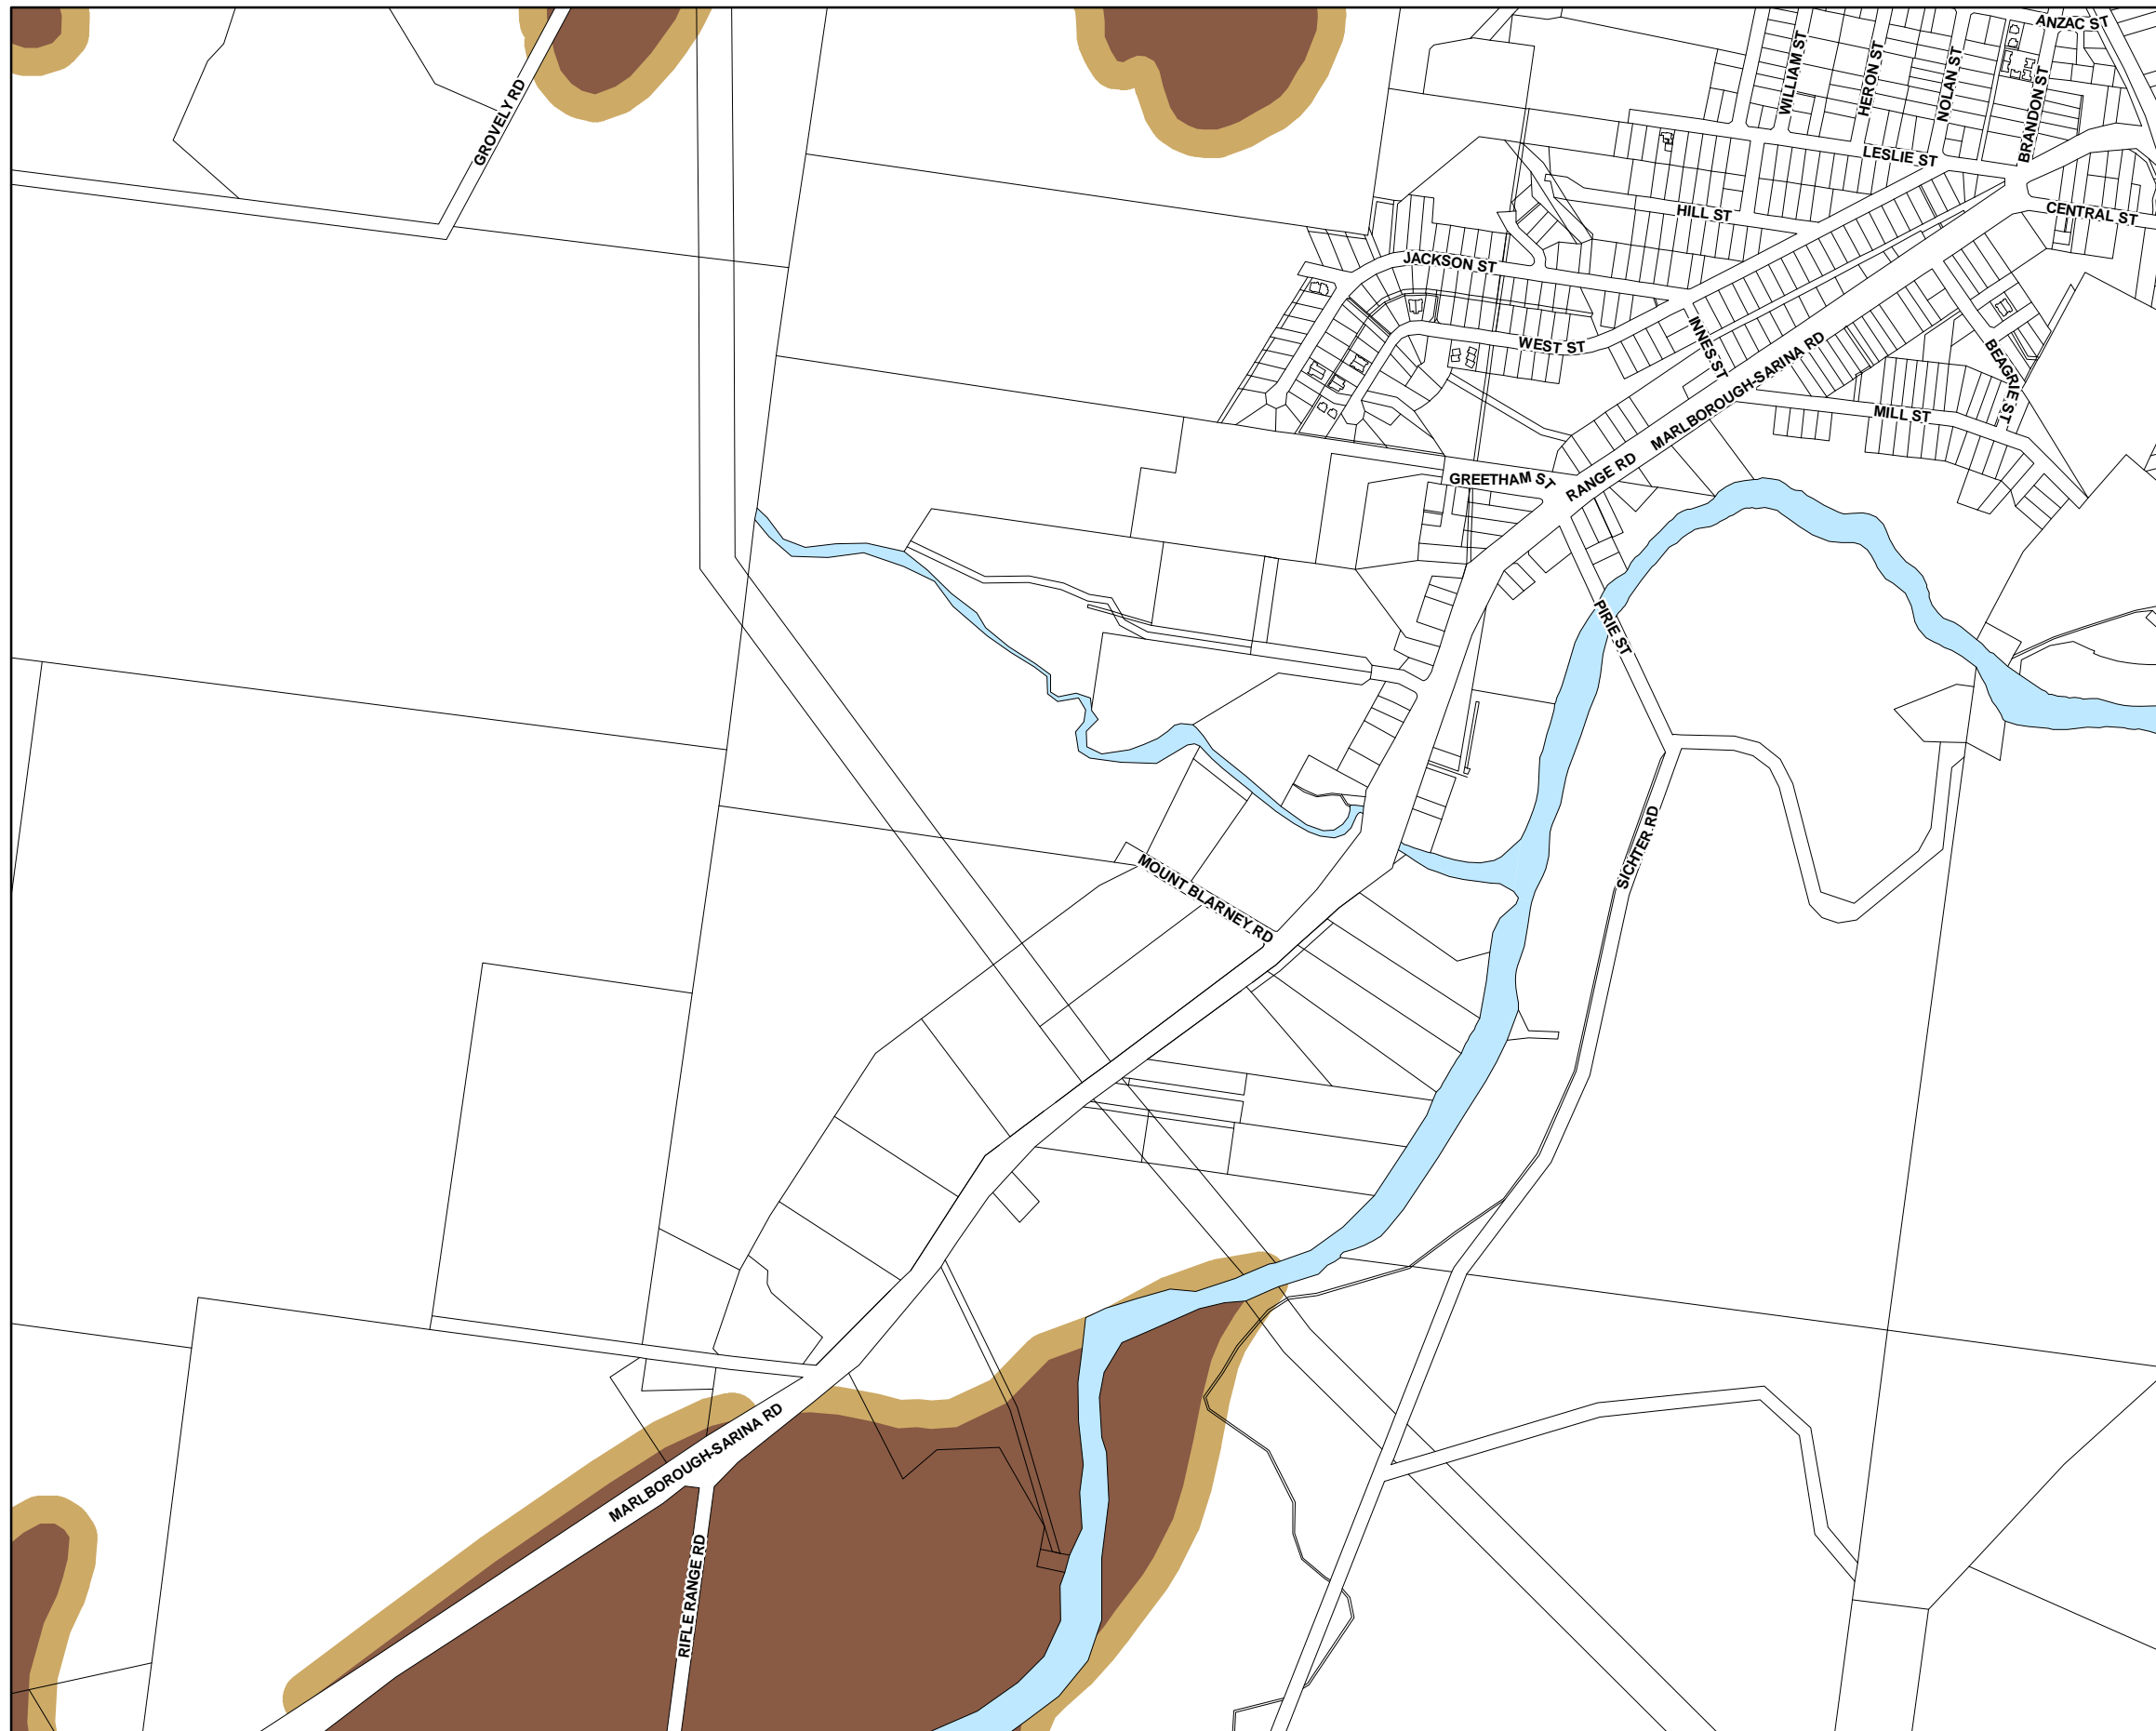 ANZAC ST
WILLIAM ST
HERON ST
NOLAN ST
BRANDON ST
GROVELY RD
LESLIE ST
HILL ST
CENTRAL ST
JACKSON ST
WEST ST
INNES ST
BEAGRIE ST
MARLBOROUGH-SARINA RD
MILL ST
GREETHAM ST
RANGE RD
PIRIE ST
SICHTER RD
MOUNT BLARNEY RD
MARLBOROUGH-SARINA RD
RIFLE RANGE RD